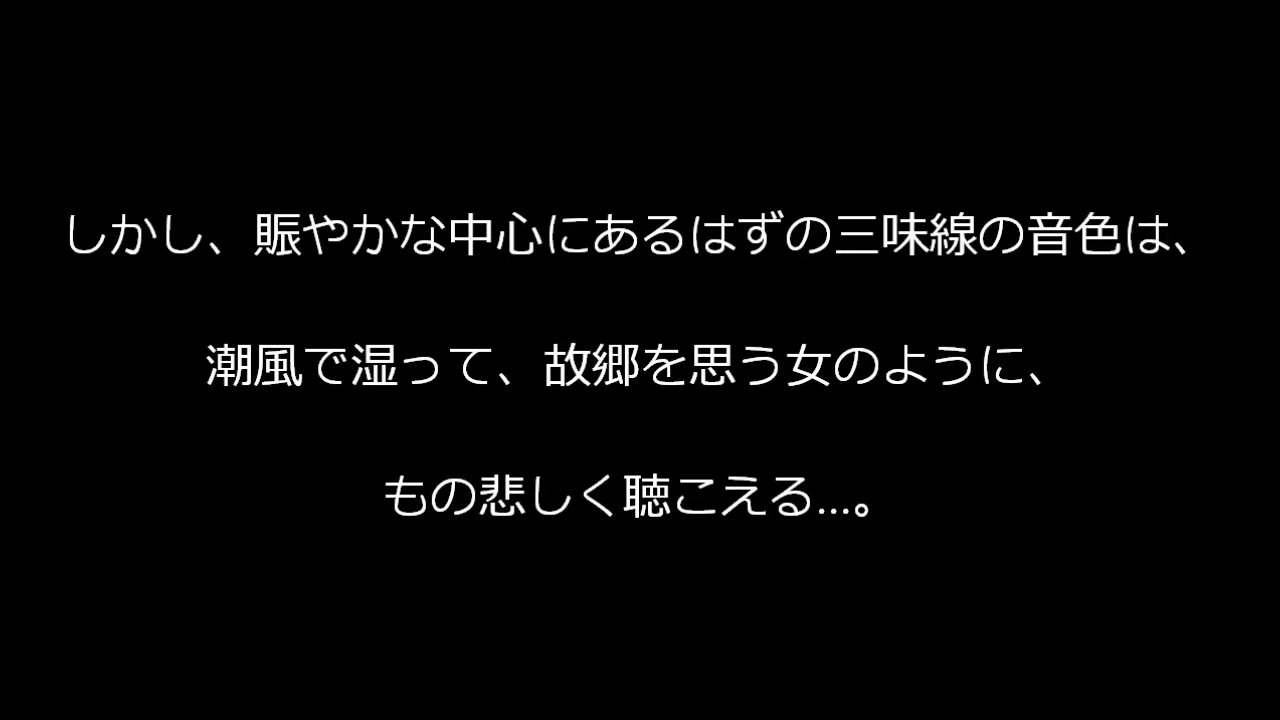 しかし、賑やかな中心にあるはずの三味線の音色は、
潮風で湿って、故郷を思う女のように、
もの悲しく聴こえる…。